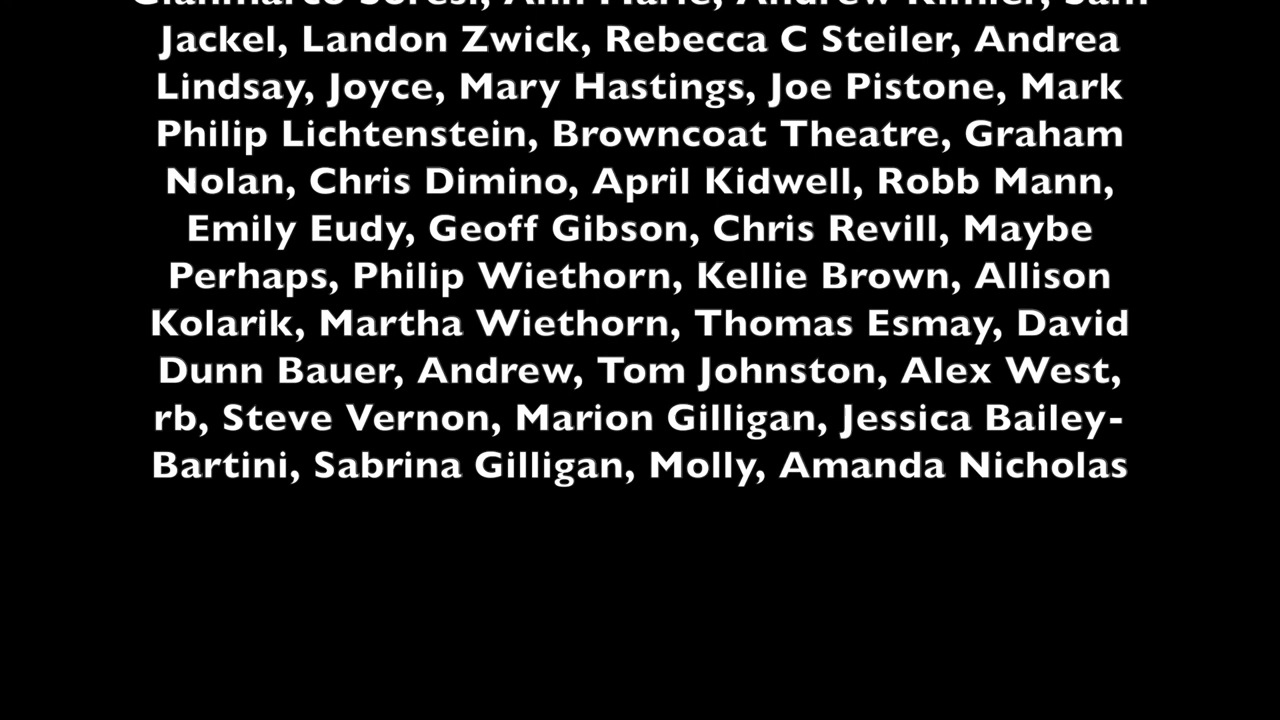 Gianmarco Soresi, Ann Marie, Andrew Kimler, Sam
Jackel, Landon Zwick, Rebecca C Steiler, Andrea
Lindsay, Joyce, Mary Hastings, Joe Pistone, Mark
Philip Lichtenstein, Browncoat Theatre, Graham
Nolan, Chris Dimino, April Kidwell, Robb Mann,
Emily Eudy, Geoff Gibson, Chris Revill, Maybe
Perhaps, Philip Wiethorn, Kellie Brown, Allison
Kolarik, Martha Wiethorn, Thomas Esmay, David
Dunn Bauer, Andrew, Tom Johnston, Alex West,
rb, Steve Vernon, Marion Gilligan, Jessica Bailey-
Bartini, Sabrina Gilligan, Molly, Amanda Nicholas